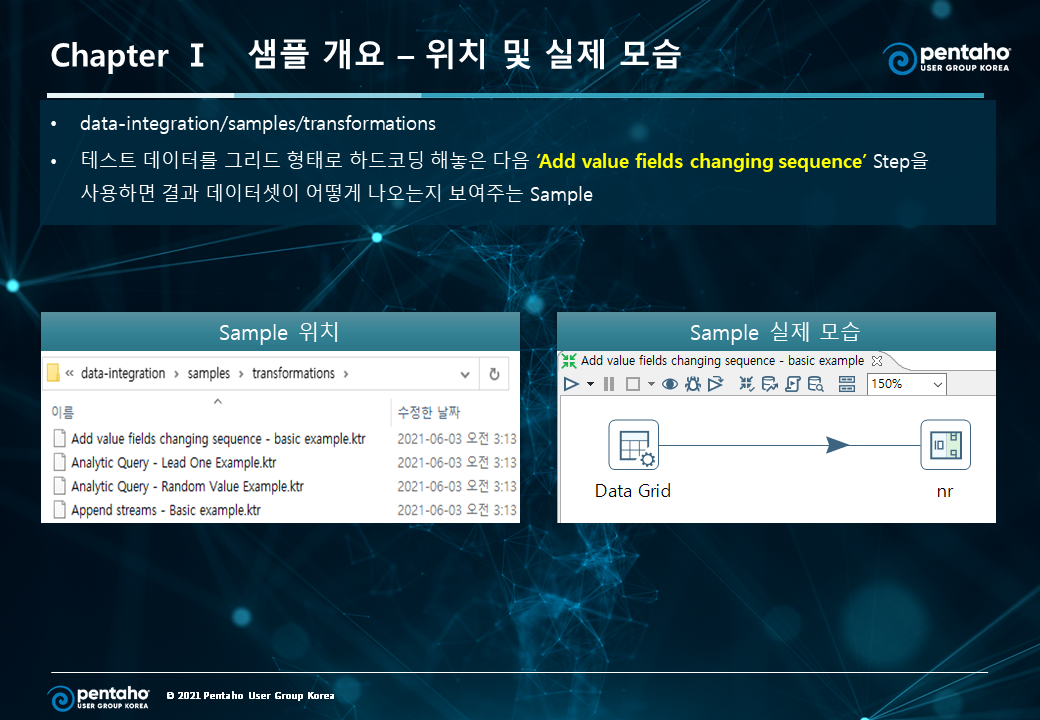 Chapter Ⅰ 샘플 개요 – 위치 및 실제 모습
pentaho
USER GROUP KOREA
• data-integration/samples/transformations
• 테스트 데이터를 그리드 형태로 하드코딩 해놓은 다음 ‘Add value fields changing sequence’ Step을
사용하면 결과 데이터셋이 어떻게 나오는지 보여주는 Sample
Sample 위치
« data-integration › samples › transformations ›
이름 수정한 날짜
Add value fields changing sequence - basic example.ktr 2021-06-03 오전 3:13
Analytic Query - Lead One Example.ktr 2021-06-03 오전 3:13
Analytic Query - Random Value Example.ktr 2021-06-03 오전 3:13
Append streams - Basic example.ktr 2021-06-03 오전 3:13
Sample 실제 모습
Add value fields changing sequence - basic example
150%
Data Grid
nr
pentaho
USER GROUP KOREA
© 2021 Pentaho User Group Korea